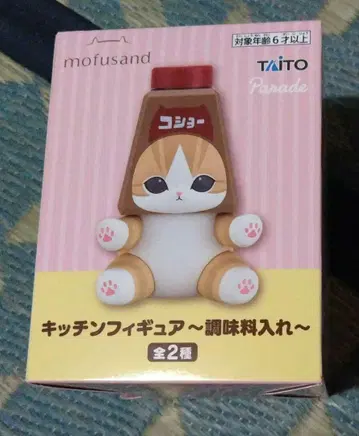 mofusand
対象年齢6才以上
TAITO
Parade
コショー
キッチンフィギュア～調味料入れ～
全2種